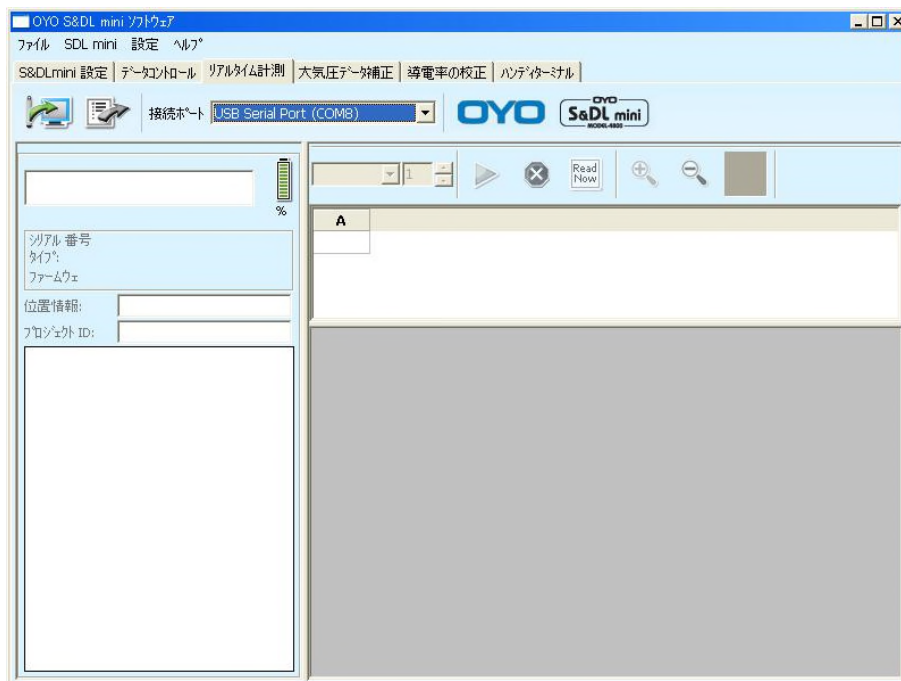 OYO S&DL mini ソフトウェア
ファイル SDL mini 設定 ヘルプ
S&DLmini 設定 データコントロール リアルタイム計測 大気圧データ補正 導電率の校正 ハンディターミナル
接続ポート USB Serial Port (COM8) OYO OYO S&DL mini MODEL-4800
1 Read Now
%
A
シリアル 番号
タイプ:
ファームウェ
位置情報:
プロジェクト ID: